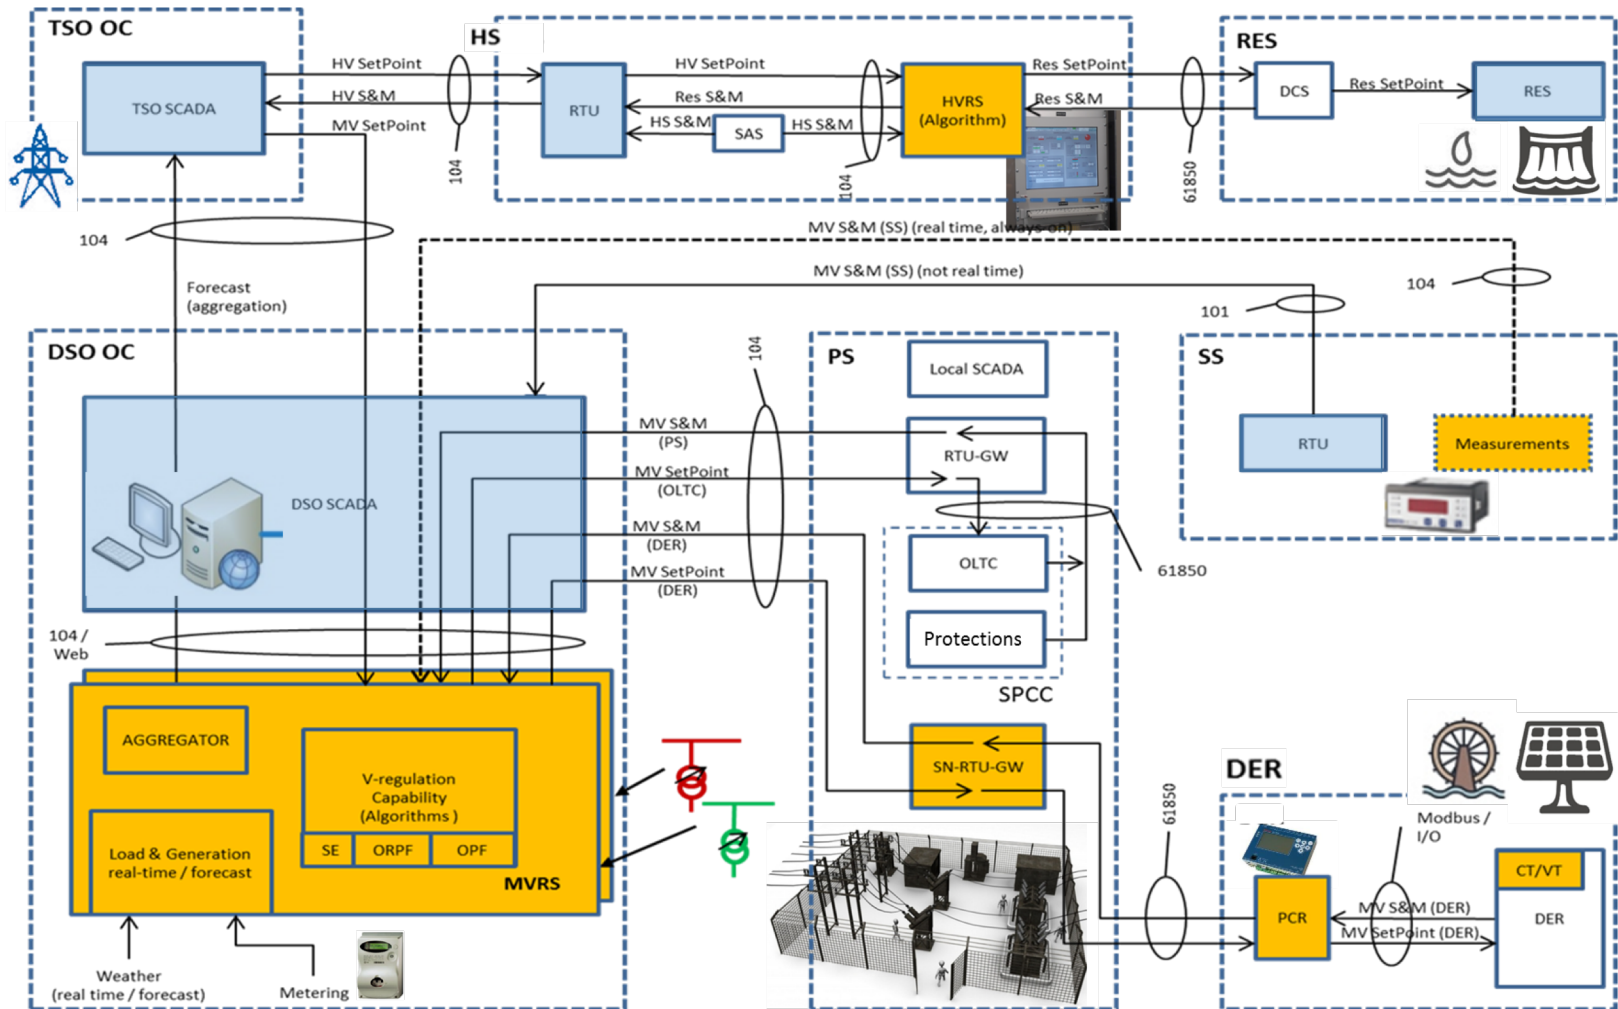 TSO OC
TSO SCADA
HV SetPoint
HV S&M
MV SetPoint
104
HS
RTU
HV SetPoint
Res S&M
HS S&M
SAS
HS S&M
104
HVRS
(Algorithm)
Res SetPoint
Res S&M
61850
RES
DCS
Res SetPoint
RES
104
Forecast
(aggregation)
MV S&M (SS) (real time, always-on)
MV S&M (SS) (not real time)
104
101
DSO OC
DSO SCADA
104 /
Web
104
MV S&M
(PS)
MV SetPoint
(OLTC)
MV S&M
(DER)
MV SetPoint
(DER)
PS
Local SCADA
RTU-GW
OLTC
Protections
SPCC
SN-RTU-GW
61850
SS
RTU
Measurements
AGGREGATOR
V-regulation
Capability
(Algorithms )
SE
ORPF
OPF
Load & Generation
real-time / forecast
MVRS
Weather
(real time / forecast)
Metering
61850
DER
Modbus /
I/O
PCR
MV S&M (DER)
MV SetPoint (DER)
CT/VT
DER